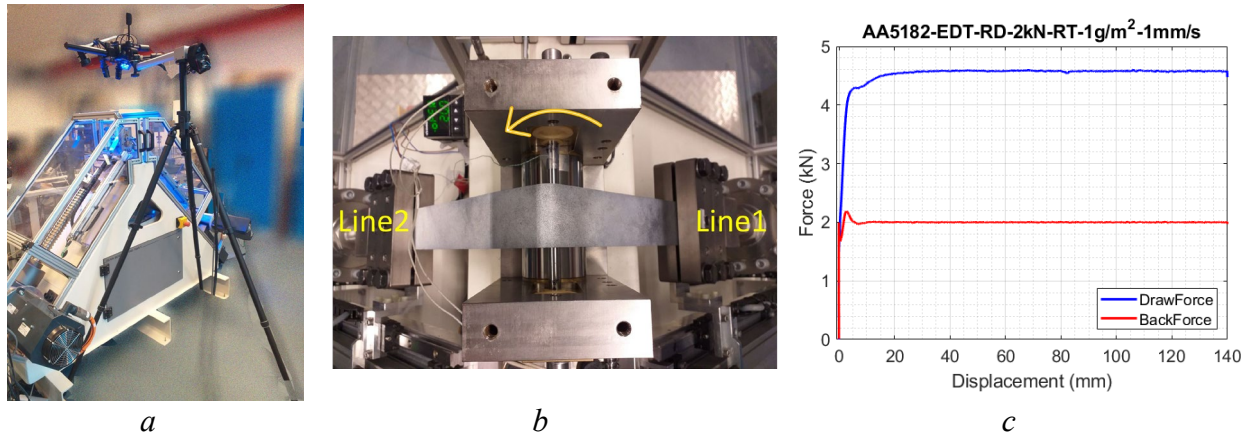 AA5182-EDT-RD-2kN-RT-1g/m²-1mm/s
Line2
Line1
5
4
3
2
1
0
Force (kN)
DrawForce
BackForce
0 20 40 60 80 100 120 140
Displacement (mm)
a
b
c